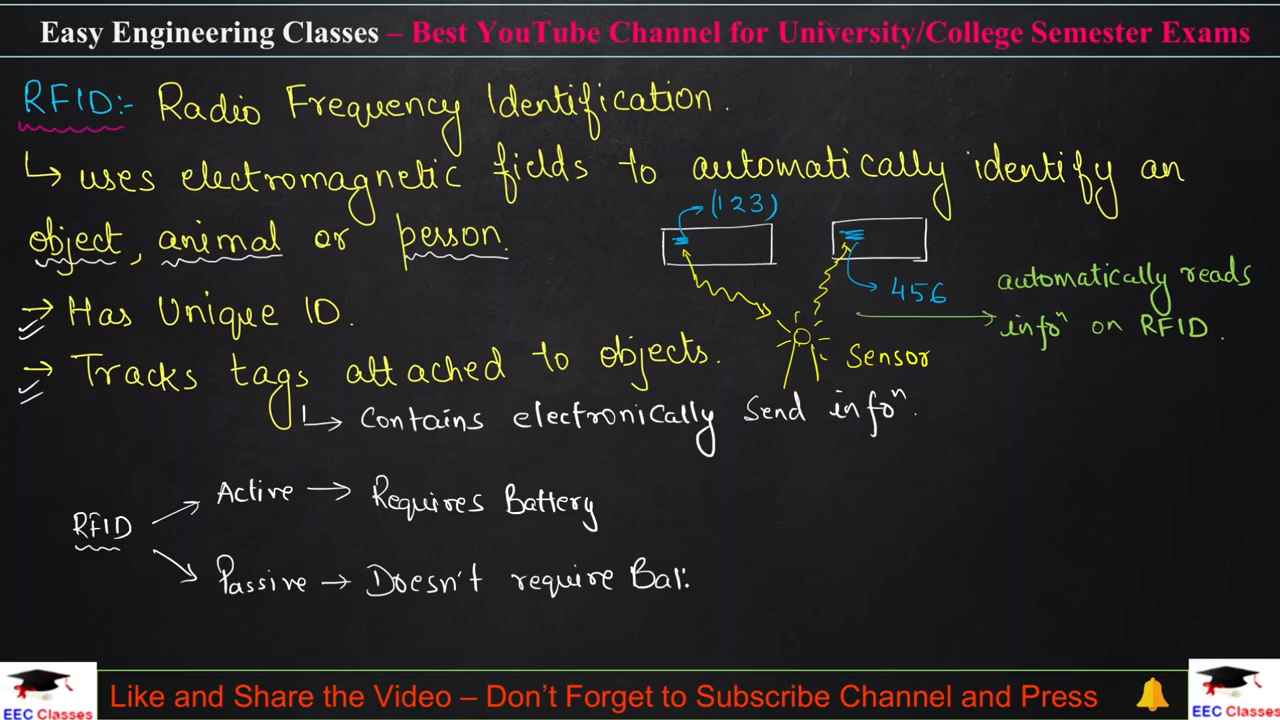 Easy Engineering Classes – Best YouTube Channel for University/College Semester Exams
RFID:- Radio Frequency Identification.
↳ uses electromagnetic fields to automatically identify an
object, animal or person.
(123)
456
automatically reads
infoⁿ on RFID.
→ Has Unique ID.
→ Tracks tags attached to objects.
Sensor
↳ Contains electronically Send infoⁿ.
RFID
Active → Requires Battery
Passive → Doesn't require Bat
EEC Classes
Like and Share the Video – Don't Forget to Subscribe Channel and Press
EEC Classes